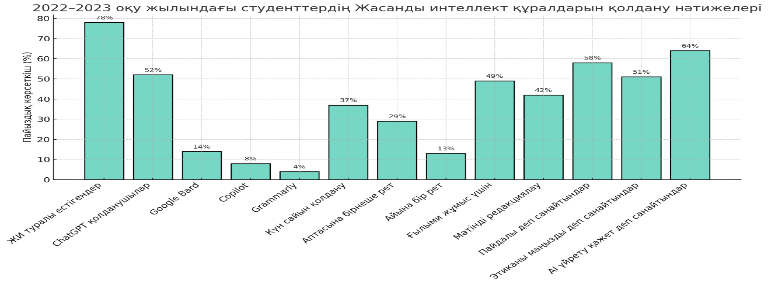 2022–2023 оқу жылындағы студенттердің Жасанды интеллект құралдарын қолдану нәтижелері
Пайыздық көрсеткіш (%)
80
70
60
50
40
30
20
10
0
78%
52%
14%
8%
4%
37%
29%
13%
49%
42%
58%
51%
64%
ЖИ туралы естігендер
ChatGPT қолданушылар
Google Bard
Copilot
Grammarly
Күн сайын қолдану
Аптасына бірнеше рет
Айына бір рет
Ғылыми жұмыс үшін
Мәтінді редакциялау
Пайдалы деп санайтындар
Этиканы маңызды деп санайтындар
AI үйрету қажет деп санайтындар